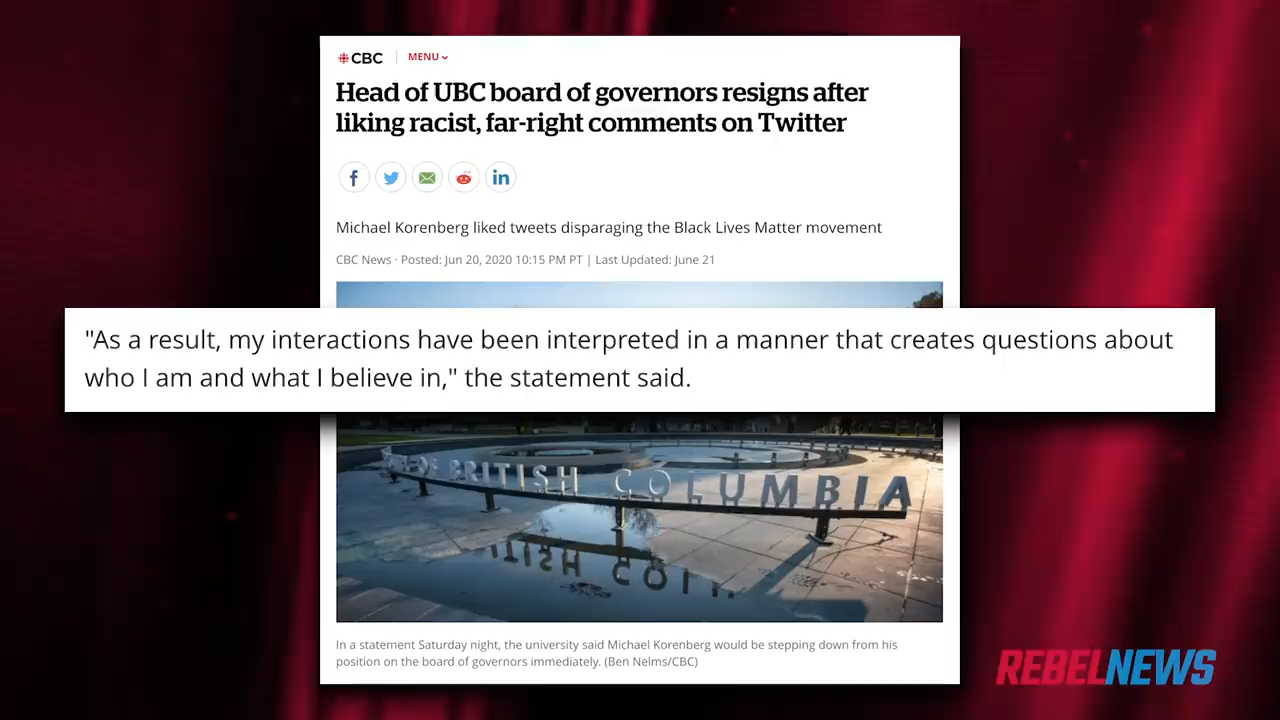 CBC MENU
Head of UBC board of governors resigns after
liking racist, far-right comments on Twitter
f in
Michael Korenberg liked tweets disparaging the Black Lives Matter movement
CBC News · Posted: Jun 20, 2020 10:15 PM PT | Last Updated: June 21
"As a result, my interactions have been interpreted in a manner that creates questions about
who I am and what I believe in," the statement said.
OF BRITISH COLUMBIA
In a statement Saturday night, the university said Michael Korenberg would be stepping down from his
position on the board of governors immediately. (Ben Nelms/CBC)
REBELNEWS